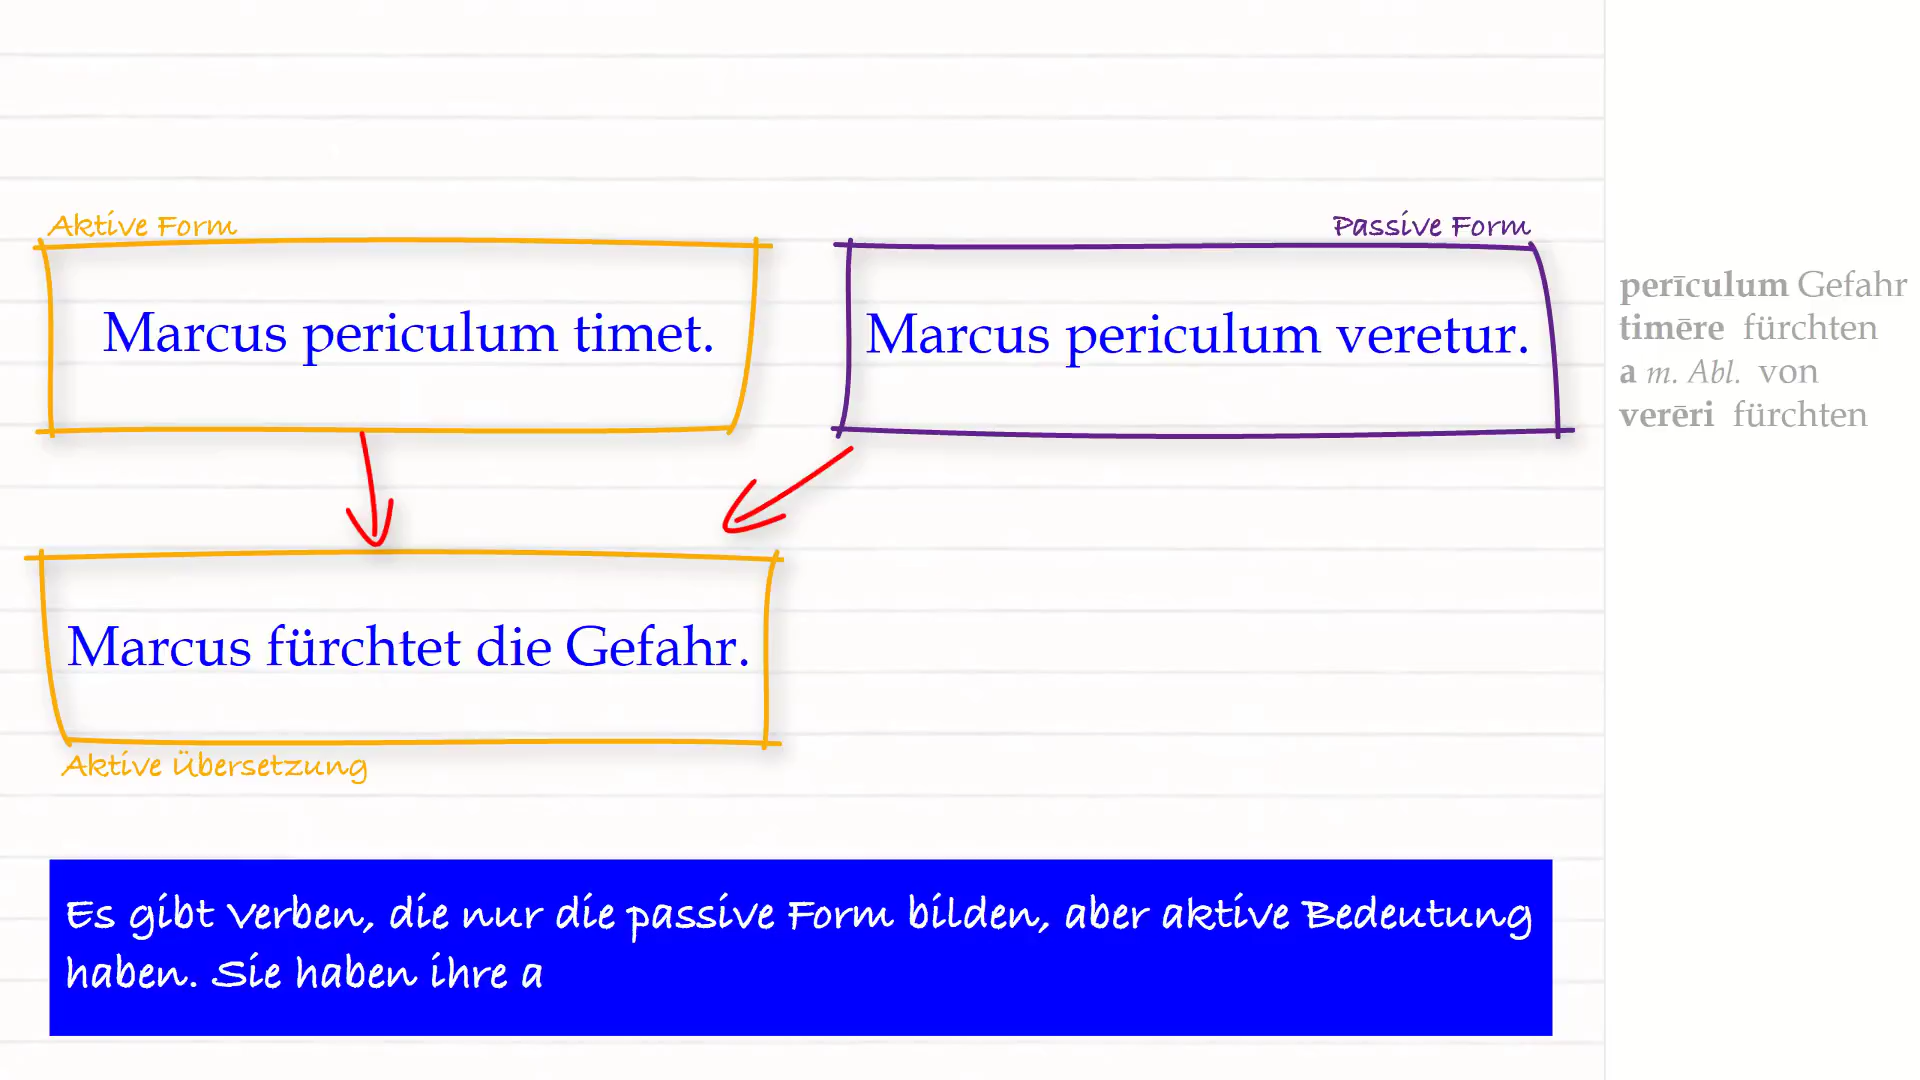 Aktive Form
Passive Form
Marcus periculum timet.
Marcus periculum veretur.
Marcus fürchtet die Gefahr.
Aktive Übersetzung
Es gibt Verben, die nur die passive Form bilden, aber aktive Bedeutung
haben. Sie haben ihre a
perīculum Gefahr
timēre fürchten
a m. Abl. von
verēri fürchten